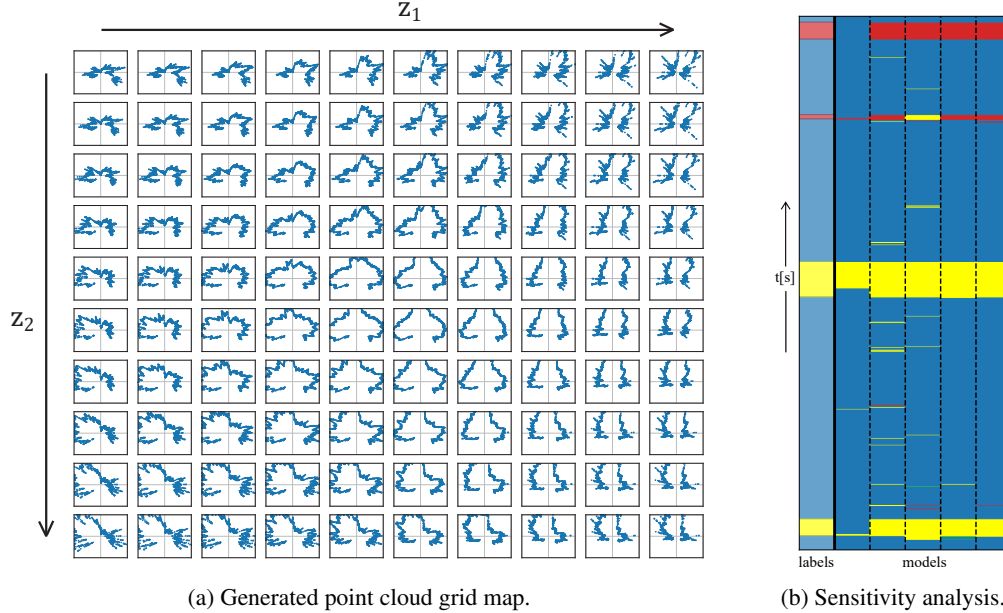 z₁
z₂
t[s]
labels
models
(a) Generated point cloud grid map.
(b) Sensitivity analysis.